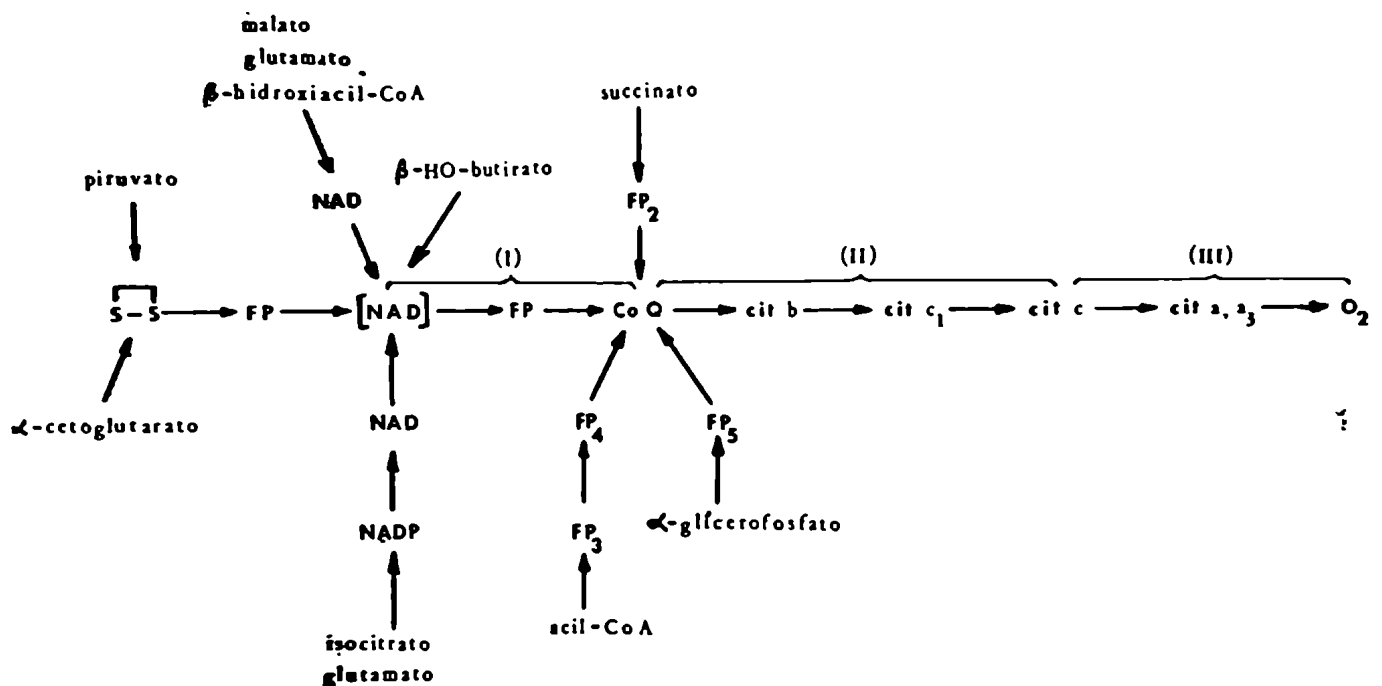 malato
glutamato
β-hidroxiacil-CoA
succinato
piruvato
β-HO-butirato
NAD
FP2
(I)
(II)
(III)
S-S FP [NAD] FP Co Q cit b cit c1 cit c cit a, a3 O2
α-cetoglutarato
NAD
FP4
FP5
NADP
FP3
α-glicerofosfato
acil-CoA
isocitrato
glutamato